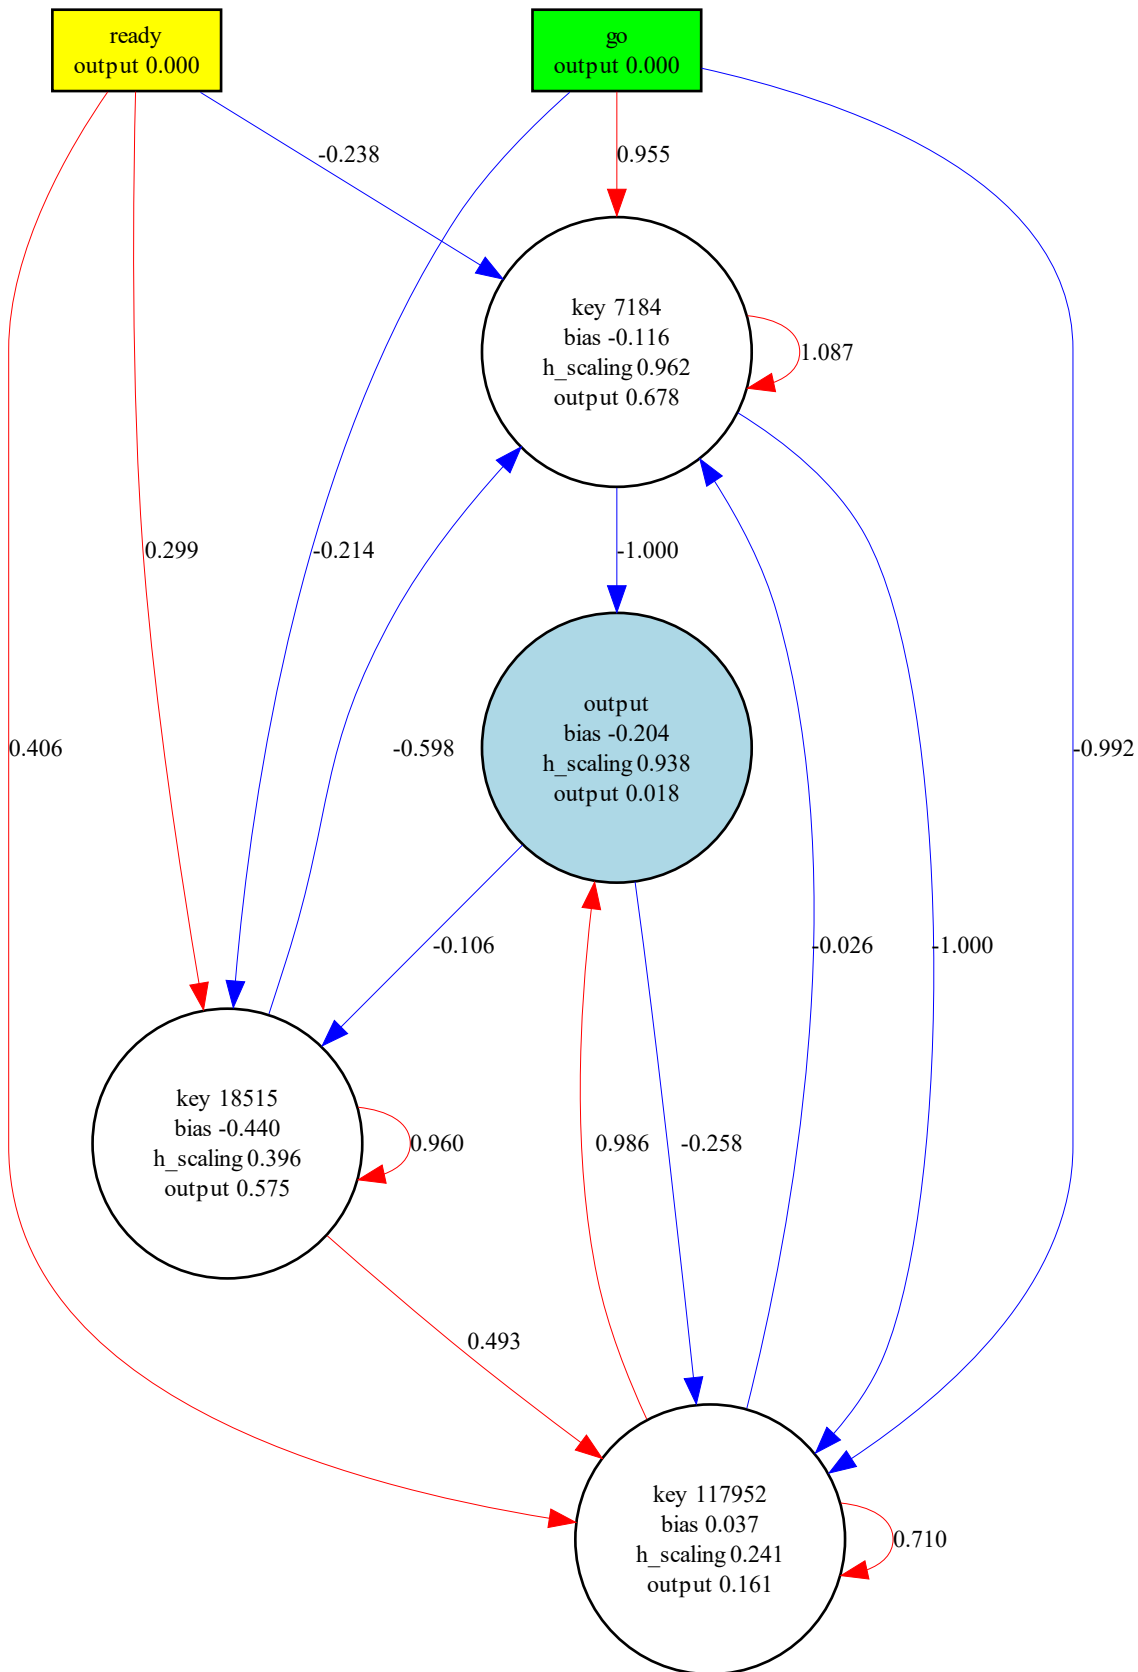 ready
output 0.000
go
output 0.000
-0.238
0.955
key 7184
bias -0.116
h_scaling 0.962
output 0.678
1.087
0.299
-0.214
-1.000
output
bias -0.204
h_scaling 0.938
output 0.018
0.406
-0.598
-0.992
-0.106
-0.026
-1.000
key 18515
bias -0.440
h_scaling 0.396
output 0.575
0.960
0.986
-0.258
0.493
key 117952
bias 0.037
h_scaling 0.241
output 0.161
0.710